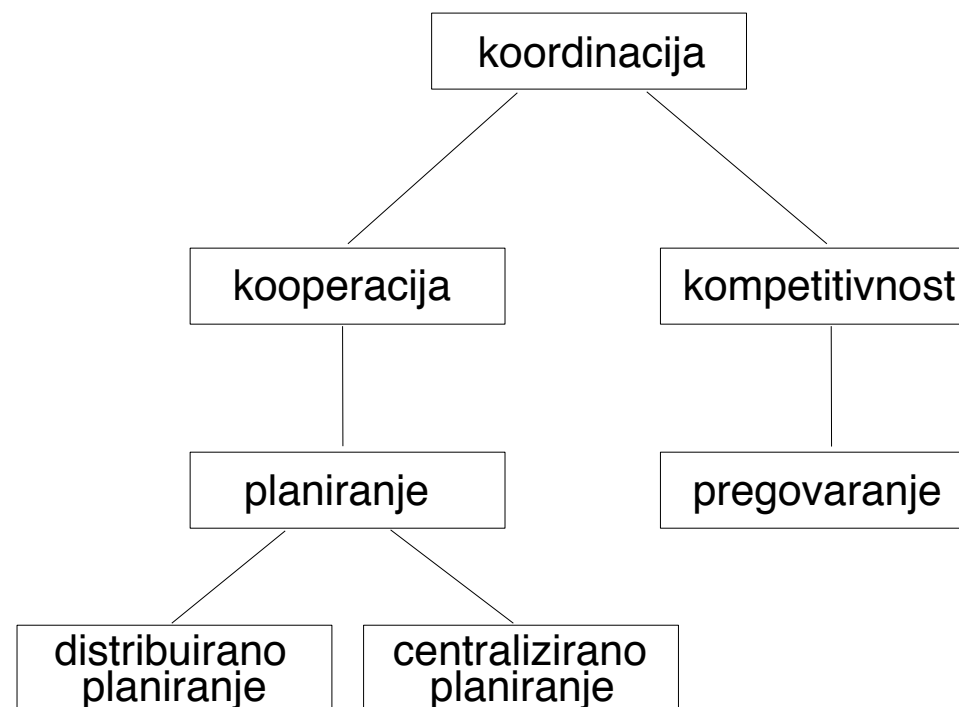 koordinacija
kooperacija
kompetitivnost
planiranje
pregovaranje
distribuirano
planiranje
centralizirano
planiranje